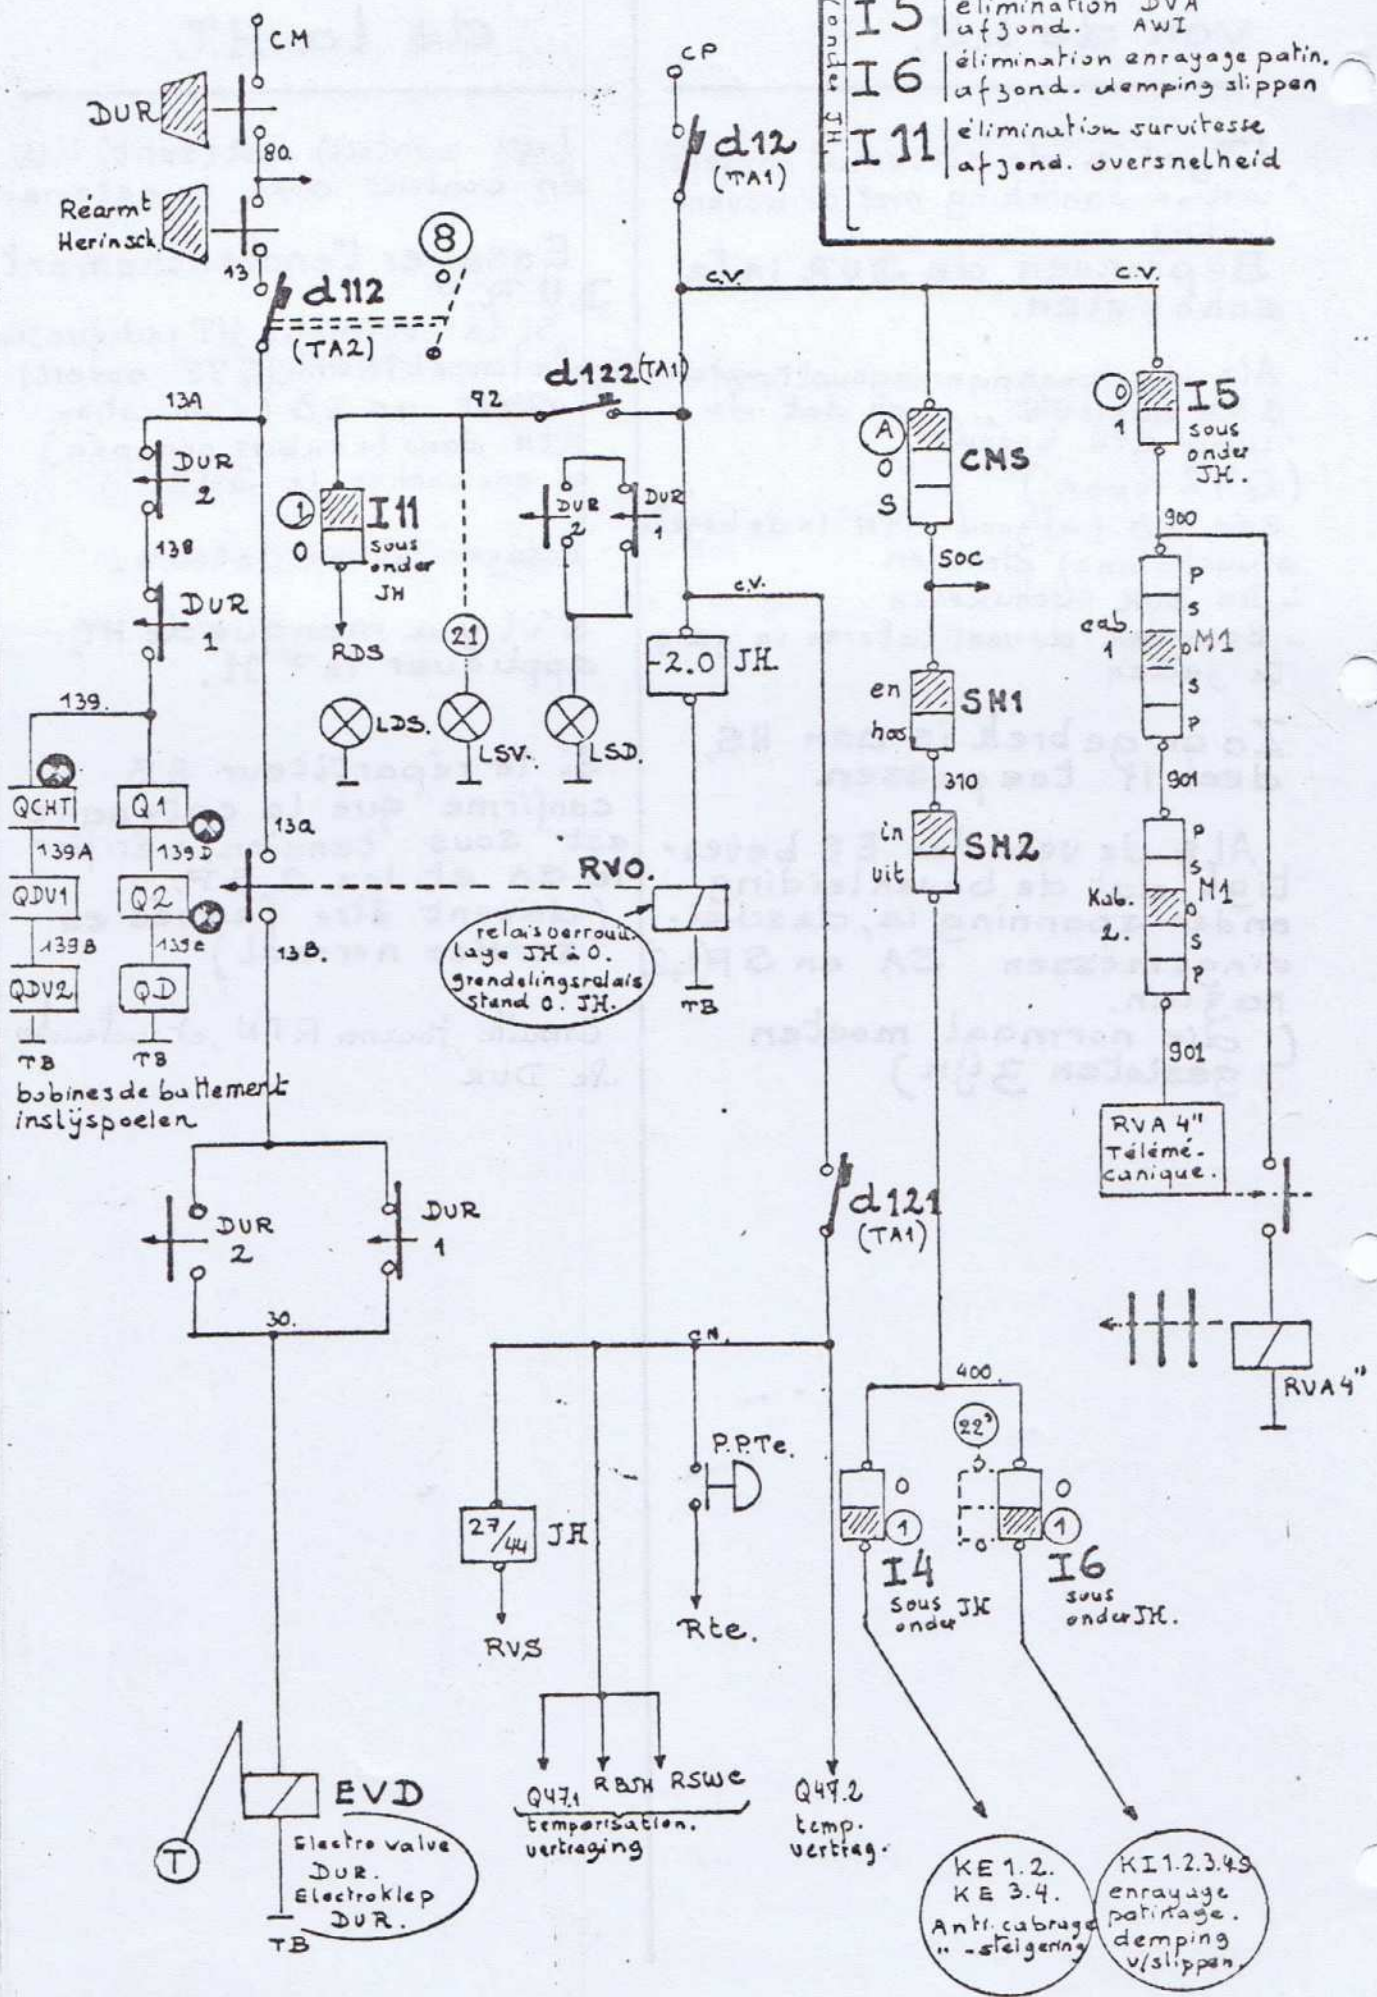 I5
élimination DVA
afzond. AWI
I6
élimination enrayage patin.
afzond. demping slippen
I11
élimination survitesse
afzond. oversnelheid
onder JH
CM
DUR
80
Réarmt
Herinsch.
13
d112
(TA2)
8
CP
d12
(TA1)
c.v.
c.v.
13A
92
d122 (TA1)
DUR
2
138
DUR
1
139.
1
0
I11
sous
onder
JH
RDS
21
LDS.
LSV.
LSD.
DUR
2
DUR
1
c.v.
-2.0
JH
A
0
S
CMS
SOC
0
1
I5
sous
onder
JH.
900
cab.
1
P
S
0
S
P
M1
en
hos
SM1
310
in
uit
SM2
901
Kab.
2.
P
S
0
S
P
M1
901
RVA 4"
Télémé-
canique.
RVA 4"
QCHT
Q1
139A
139D
QDV1
Q2
139B
139e
QDV2
QD
TB
TB
13a
13B.
RVO.
relais verrouil
lage JH à 0.
grendelingsrelais
stand 0. JH.
TB
bobines de battement
inslijspoelen
DUR
2
DUR
1
30.
d121
(TA1)
CN.
27/44
JH
RVS
P.P.Te.
Rte.
400
0
1
I4
sous
onder
JH
22'
0
1
I6
sous
onder JH.
Q47.1
RBSH
RSWe
temporisation.
vertraging
Q47.2
temp.
vertrag.
T
EVD
Electro valve
DUR.
Electroklep
DUR.
TB
KE 1.2.
KE 3.4.
Anti. cabrage
" - steigering
KI 1.2.3.4S
enrayage
patinage.
demping
v/slippen.